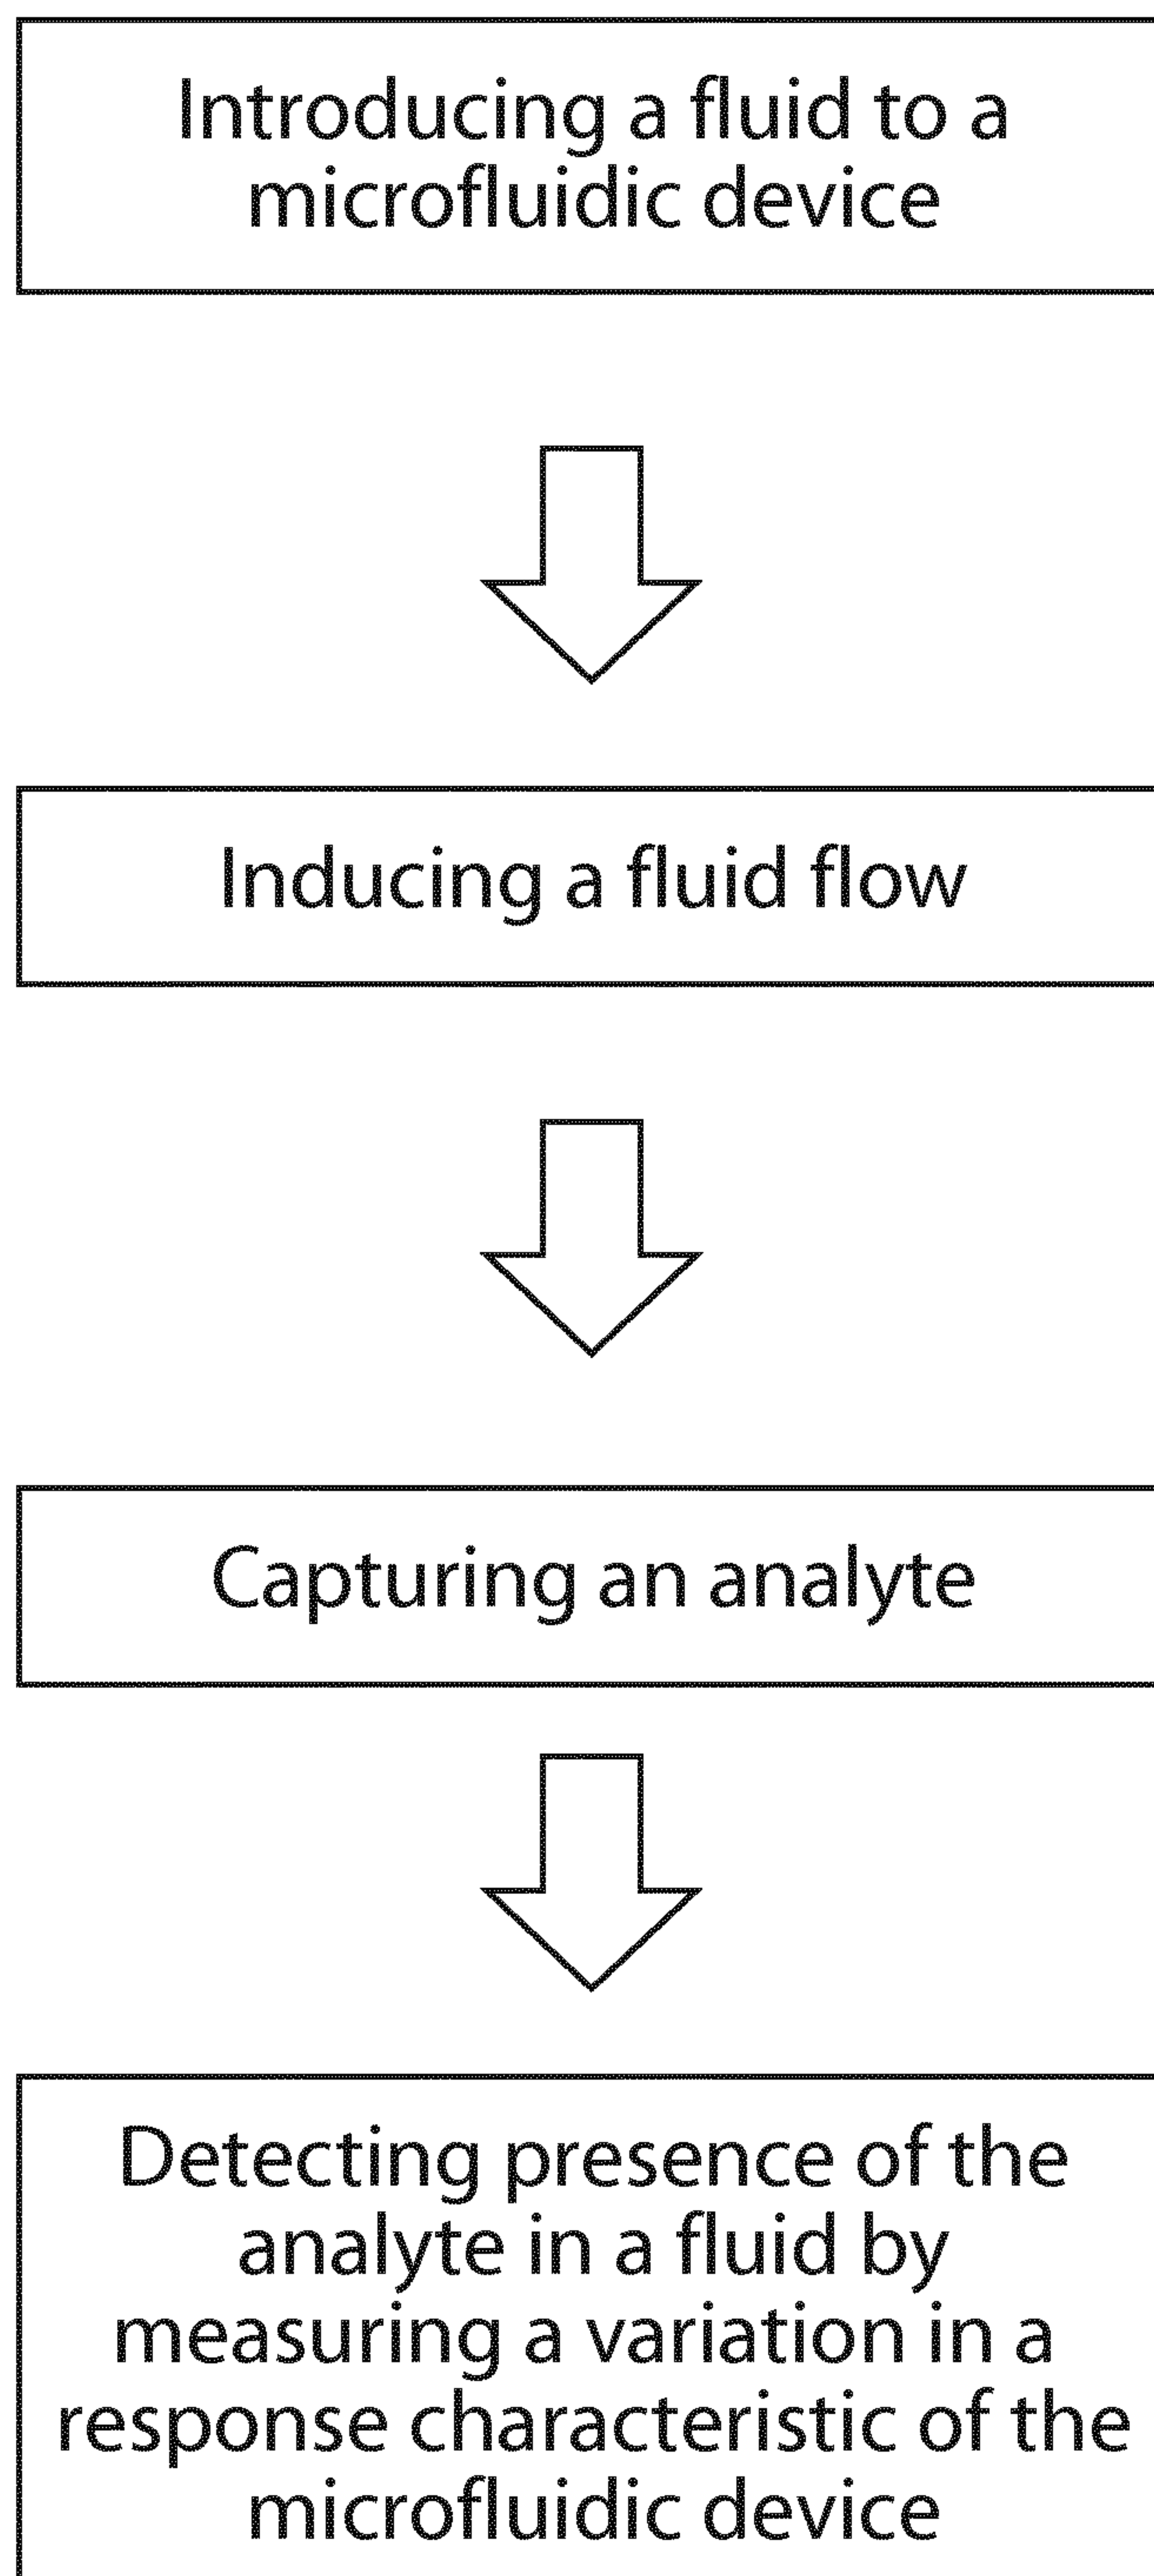 Introducing a fluid to a
microfluidic device
Inducing a fluid flow
Capturing an analyte
Detecting presence of the
analyte in a fluid by
measuring a variation in a
response characteristic of the
microfluidic device